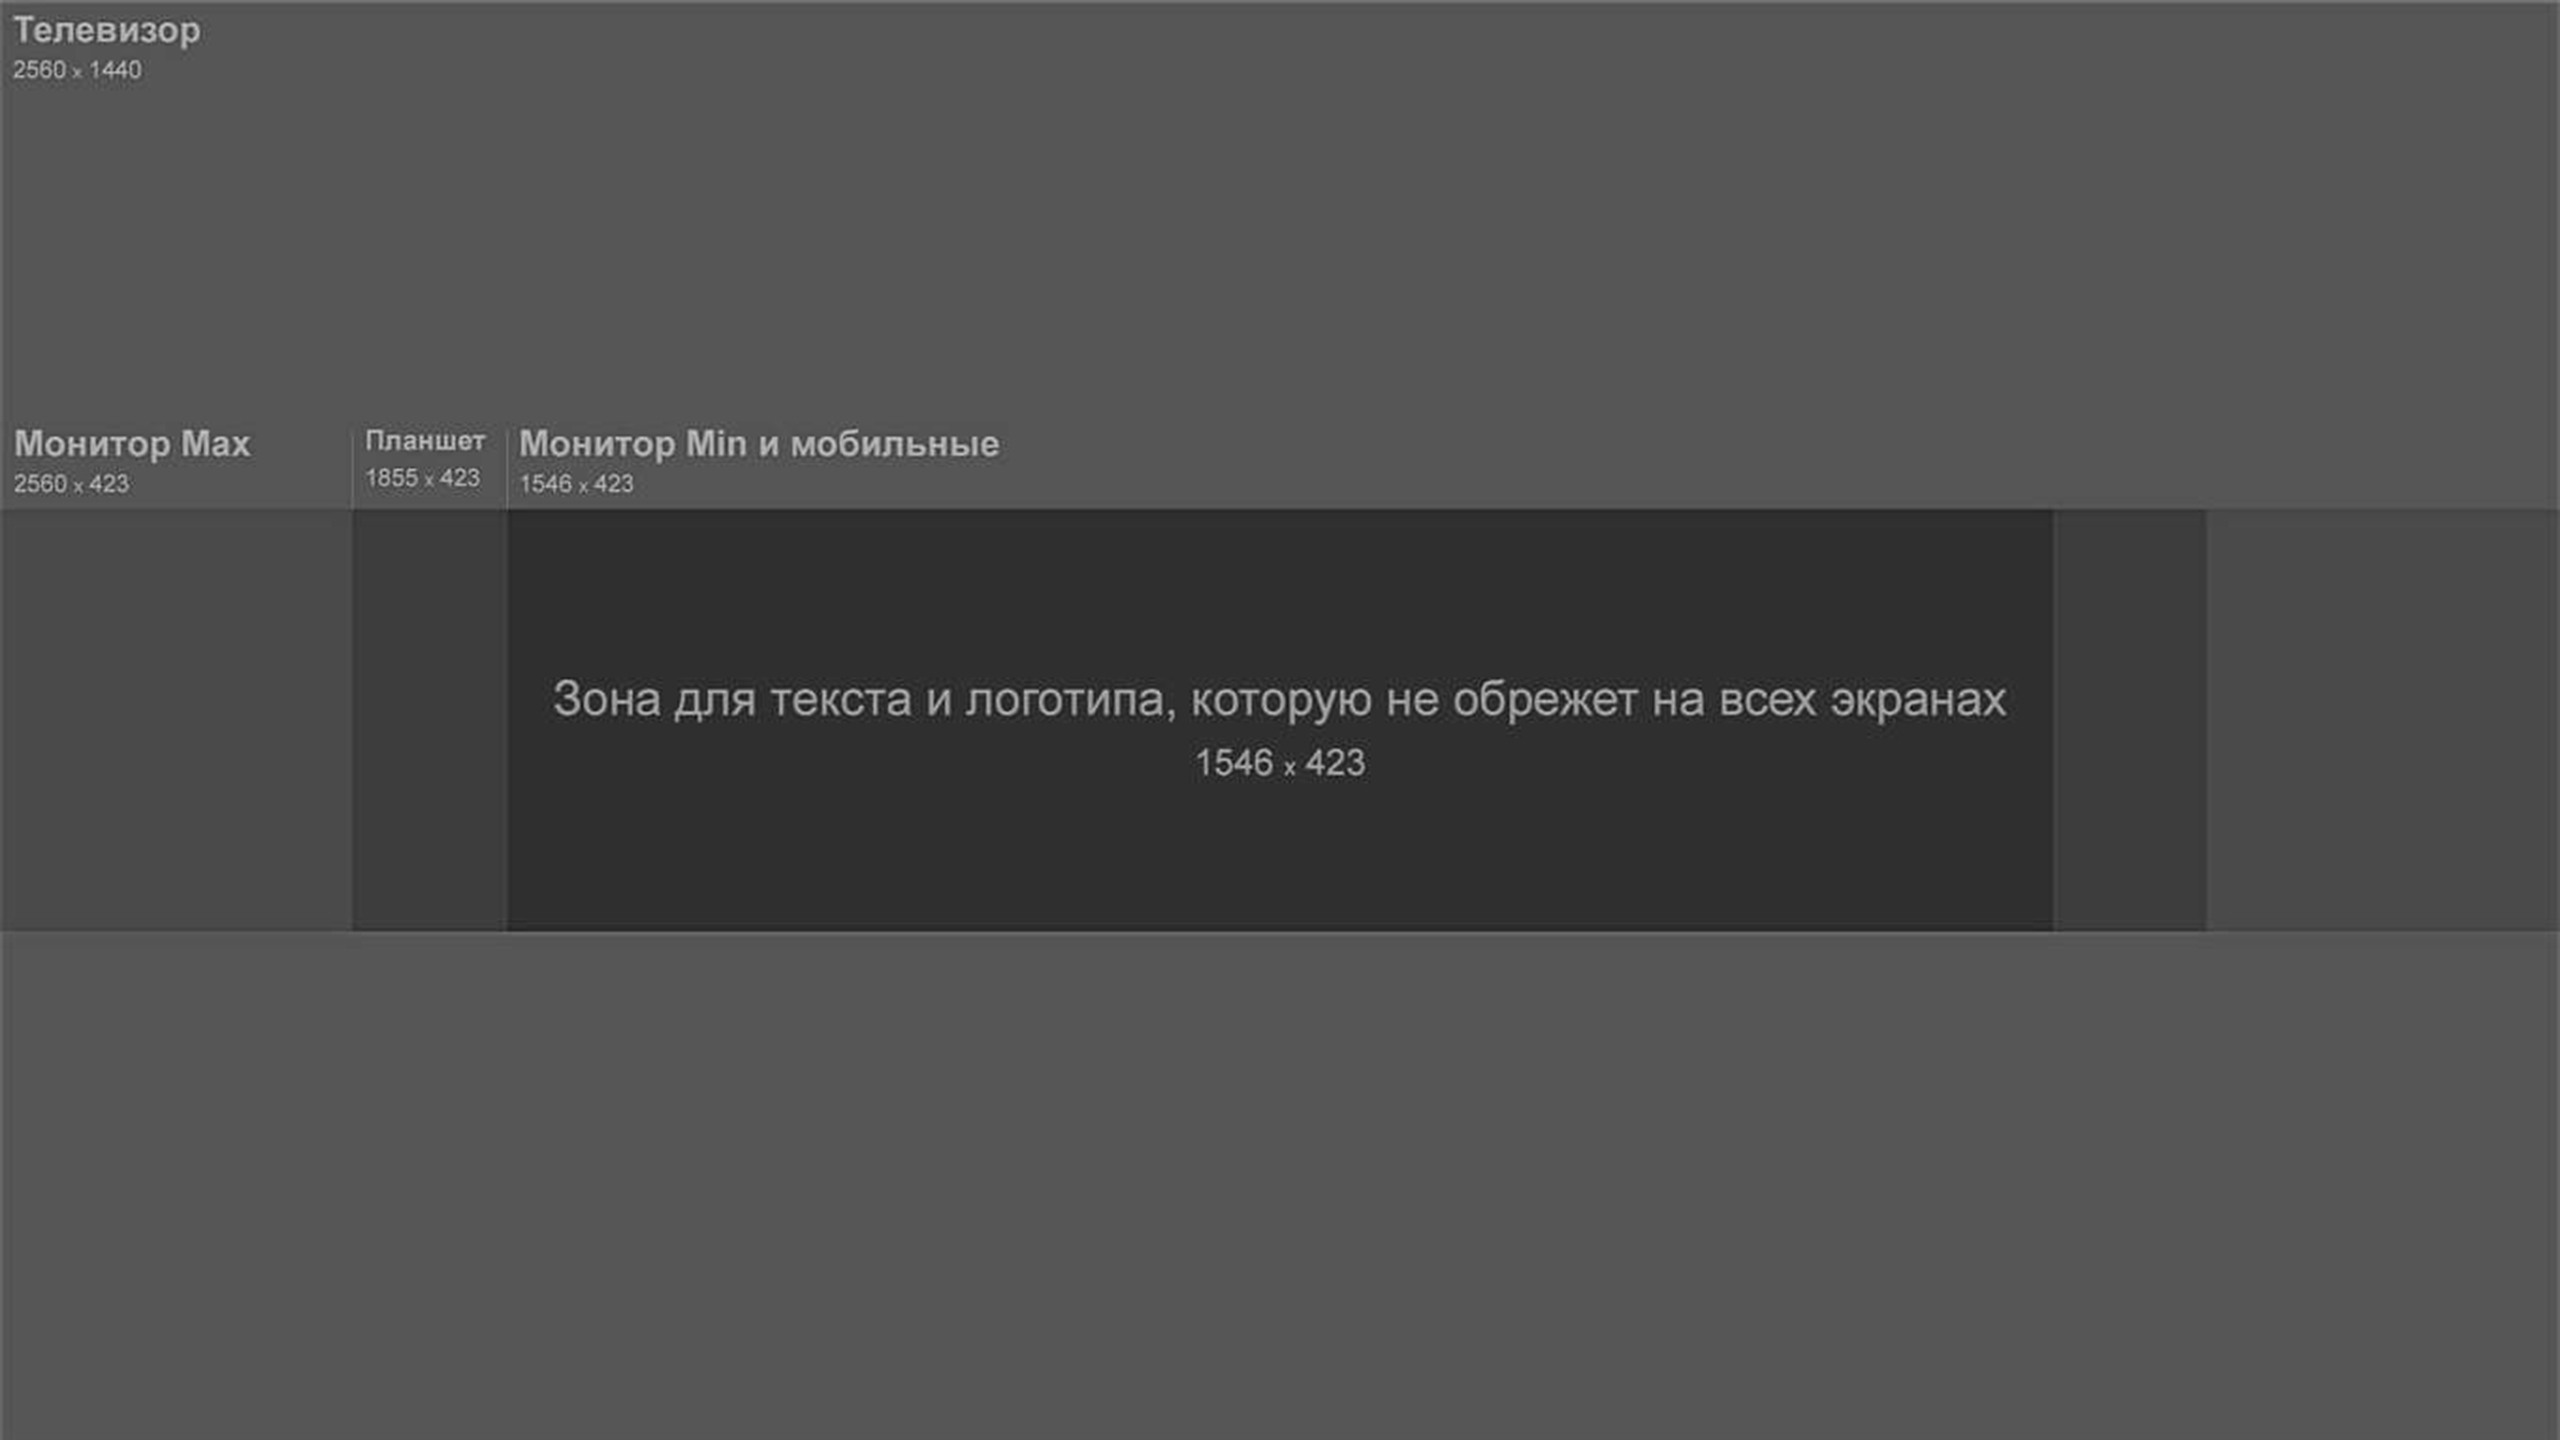 Телевизор
2560 x 1440
Монитор Max
2560 x 423
Планшет
1855 x 423
Монитор Min и мобильные
1546 x 423
Зона для текста и логотипа, которую не обрежет на всех экранах
1546 x 423